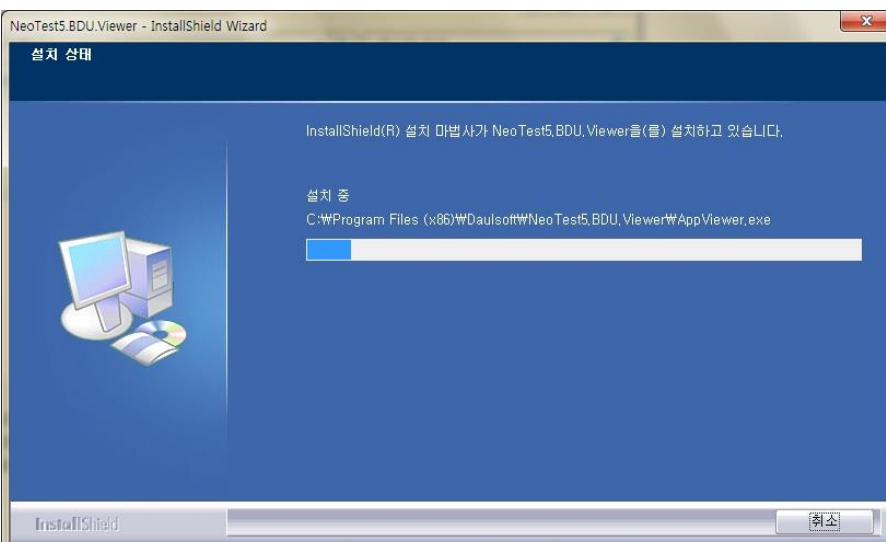 NeoTest5.BDU.Viewer - InstallShield Wizard
설치 상태
InstallShield(R) 설치 마법사가 NeoTest5.BDU.Viewer을(를) 설치하고 있습니다.
설치 중
C:₩Program Files (x86)₩Daulsoft₩NeoTest5.BDU.Viewer₩AppViewer.exe
InstallShield
취소